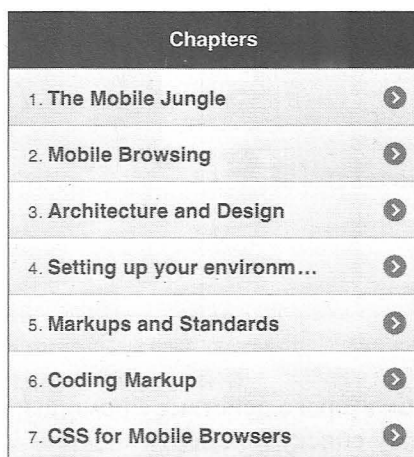 Chapters
1. The Mobile Jungle
2. Mobile Browsing
3. Architecture and Design
4. Setting up your environm...
5. Markups and Standards
6. Coding Markup
7. CSS for Mobile Browsers